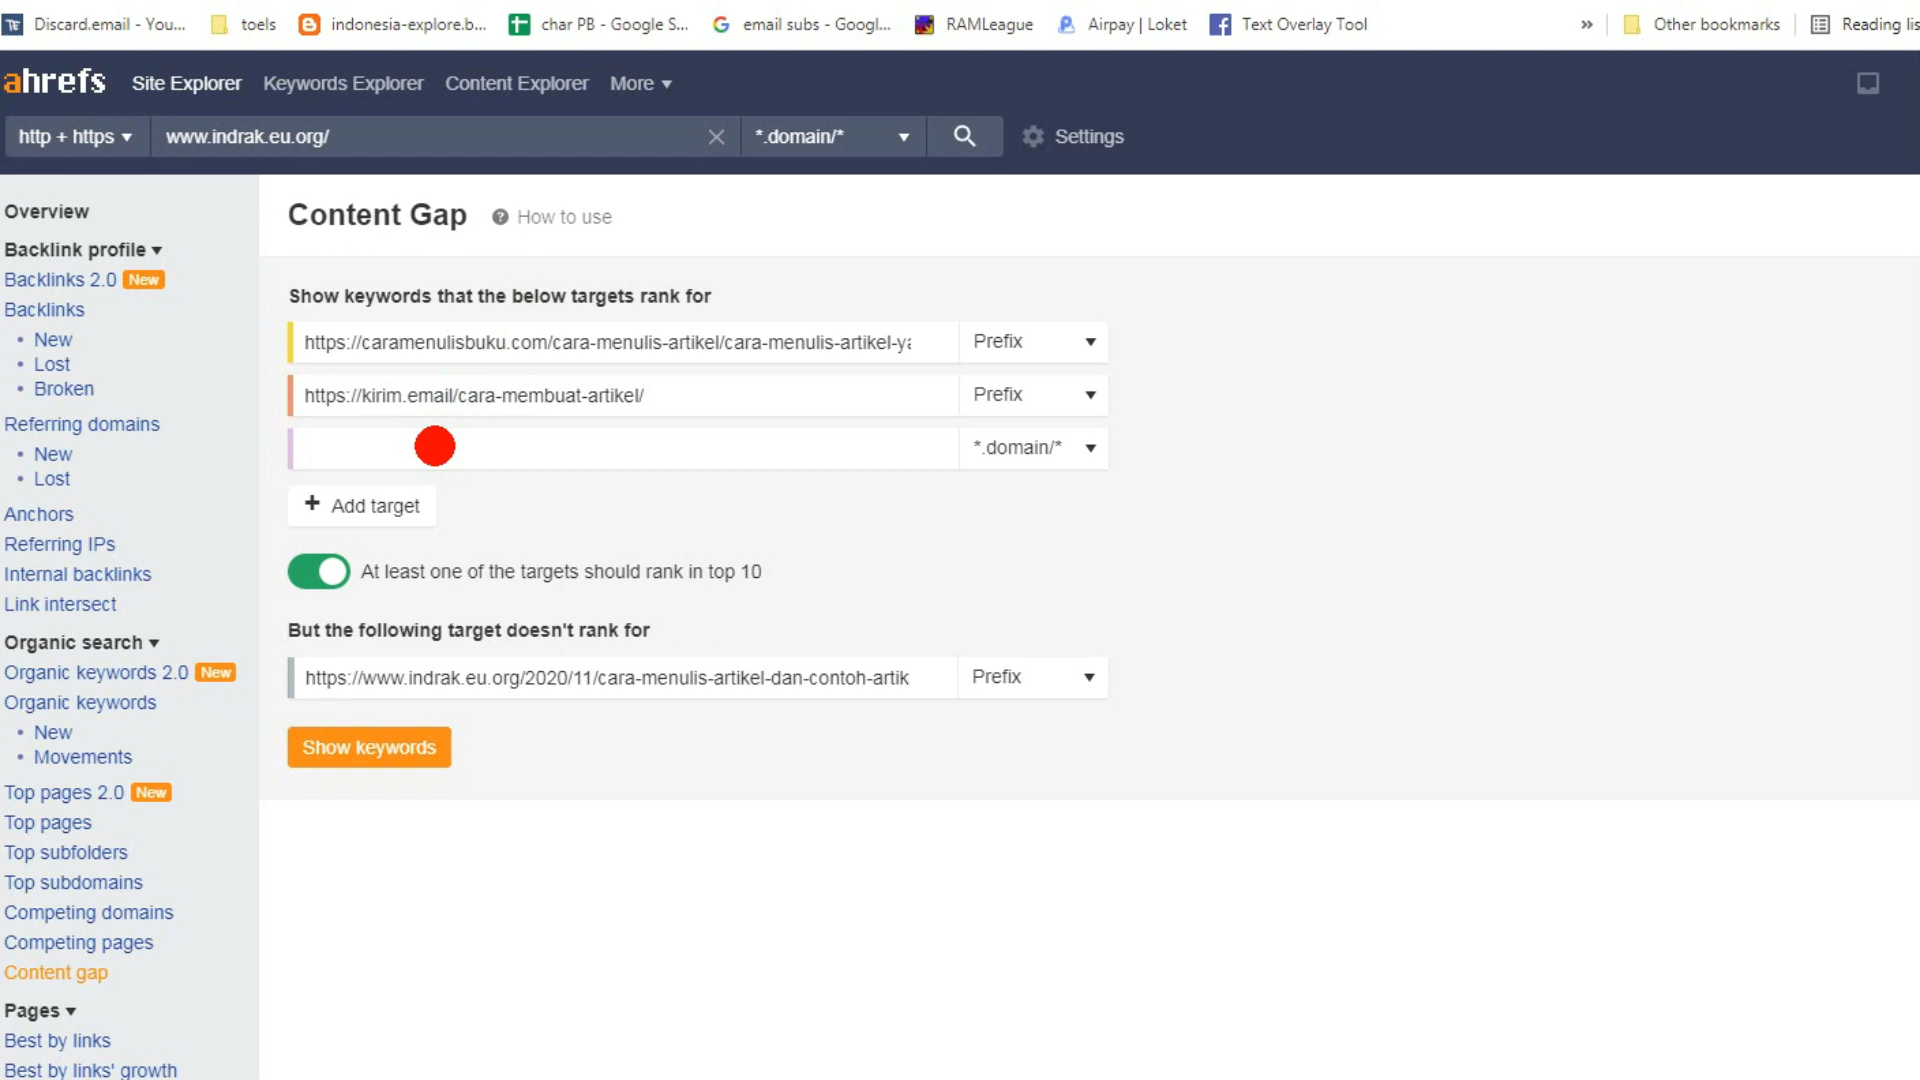 Discard.email - You... toels indonesia-explore.b... char PB - Google S... email subs - Googl... RAMLeague Airpay | Loket Text Overlay Tool » Other bookmarks Reading lis
ahrefs Site Explorer Keywords Explorer Content Explorer More
http + https www.indrak.eu.org/ *.domain/* Settings
Overview
Backlink profile
Backlinks 2.0 New
Backlinks
• New
• Lost
• Broken
Referring domains
• New
• Lost
Anchors
Referring IPs
Internal backlinks
Link intersect
Organic search
Organic keywords 2.0 New
Organic keywords
• New
• Movements
Top pages 2.0 New
Top pages
Top subfolders
Top subdomains
Competing domains
Competing pages
Content gap
Pages
Best by links
Best by links' growth
Content Gap ? How to use
Show keywords that the below targets rank for
https://caramenulisbuku.com/cara-menulis-artikel/cara-menulis-artikel-ya Prefix
https://kirim.email/cara-membuat-artikel/ Prefix
*.domain/*
+ Add target
At least one of the targets should rank in top 10
But the following target doesn't rank for
https://www.indrak.eu.org/2020/11/cara-menulis-artikel-dan-contoh-artik Prefix
Show keywords